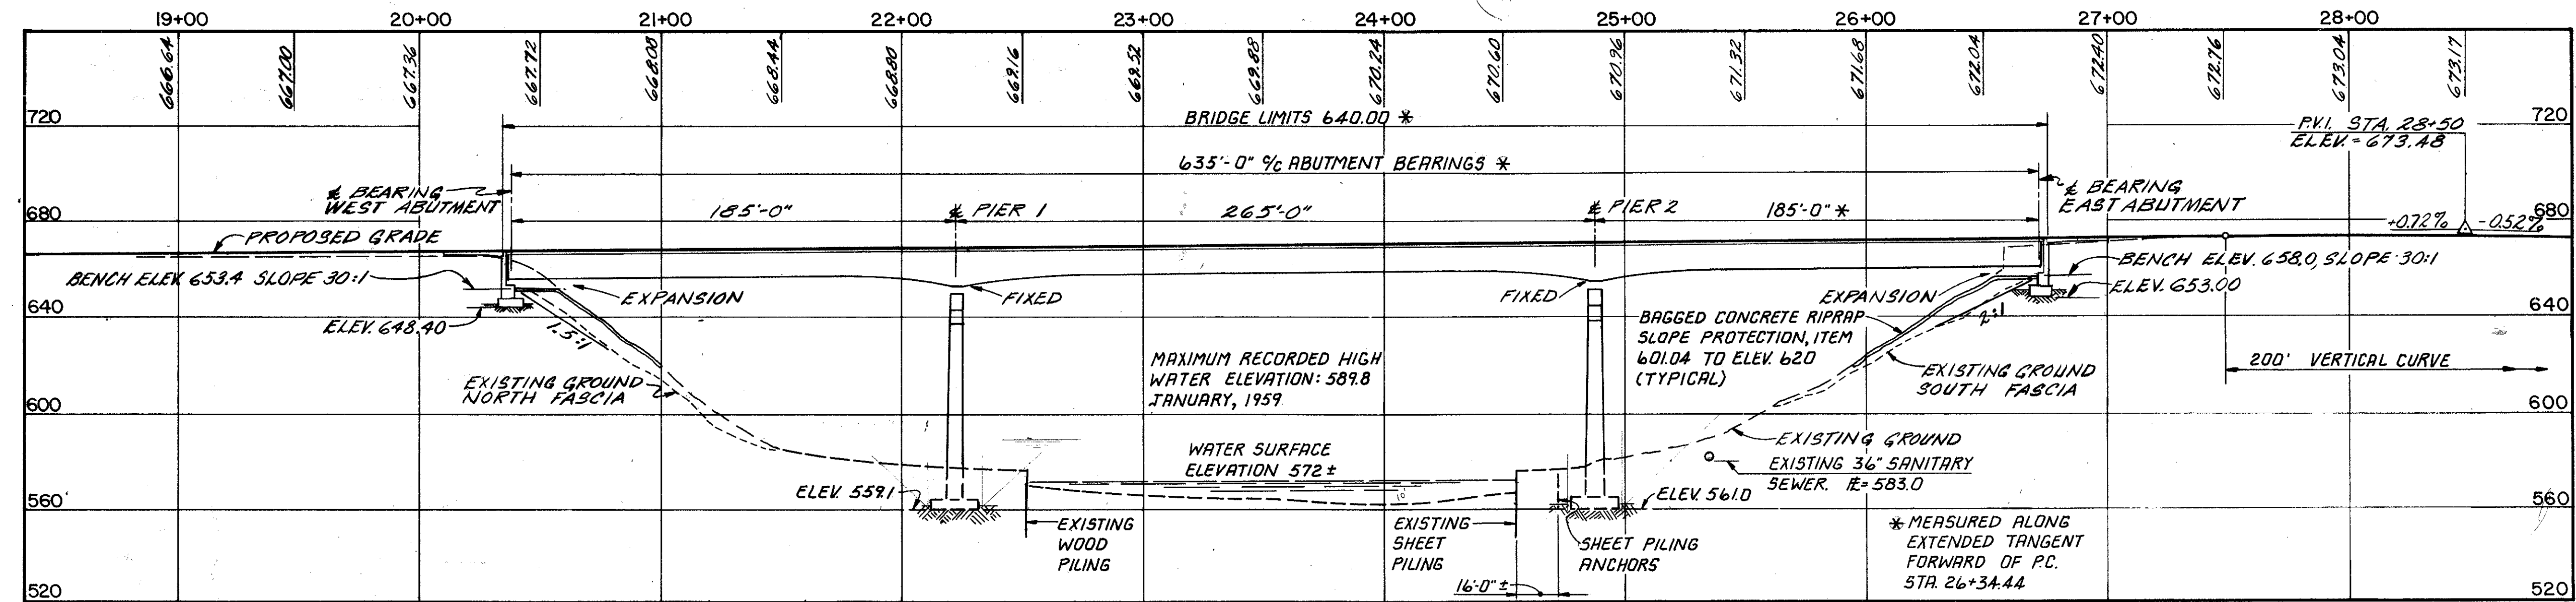 19+00 20+00 21+00 22+00 23+00 24+00 25+00 26+00 27+00 28+00
666.64 667.00 667.36 667.72 668.08 668.44 668.80 669.16 669.52 669.88 670.24 670.60 670.96 671.32 671.68 672.04 672.40 672.76 673.04 673.17
720 BRIDGE LIMITS 640.00 * 720
P.V.I. STA. 28+50
ELEV. = 673.48
635'-0" c/c ABUTMENT BEARINGS *
℄ BEARING
WEST ABUTMENT
℄ BEARING
EAST ABUTMENT
680 185'-0" ℄ PIER 1 265'-0" ℄ PIER 2 185'-0" * 680
+0.72% -0.52%
PROPOSED GRADE
BENCH ELEV. 653.4 SLOPE 30:1
BENCH ELEV. 658.0, SLOPE 30:1
EXPANSION FIXED FIXED EXPANSION
ELEV. 653.00
640 640
ELEV. 648.40
1.5:1
2:1
BAGGED CONCRETE RIPRAP
SLOPE PROTECTION, ITEM
601.04 TO ELEV. 620
(TYPICAL)
MAXIMUM RECORDED HIGH
WATER ELEVATION: 589.8
JANUARY, 1959
200' VERTICAL CURVE
EXISTING GROUND
NORTH FASCIA
EXISTING GROUND
SOUTH FASCIA
600 600
WATER SURFACE
ELEVATION 572 ±
EXISTING GROUND
EXISTING 36" SANITARY
SEWER. IE= 583.0
ELEV. 559.1
10'
ELEV. 561.0
560 560
EXISTING
WOOD
PILING
EXISTING
SHEET
PILING
SHEET PILING
ANCHORS
* MEASURED ALONG
EXTENDED TANGENT
FORWARD OF P.C.
STA. 26+34.44
16'-0" ±
520 520